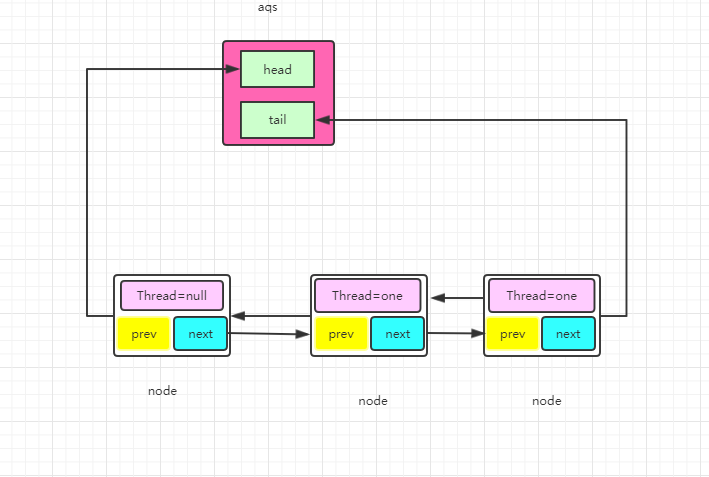 aqs
head
tail
Thread=null
Thread=one
Thread=one
prev
next
prev
next
prev
next
node
node
node